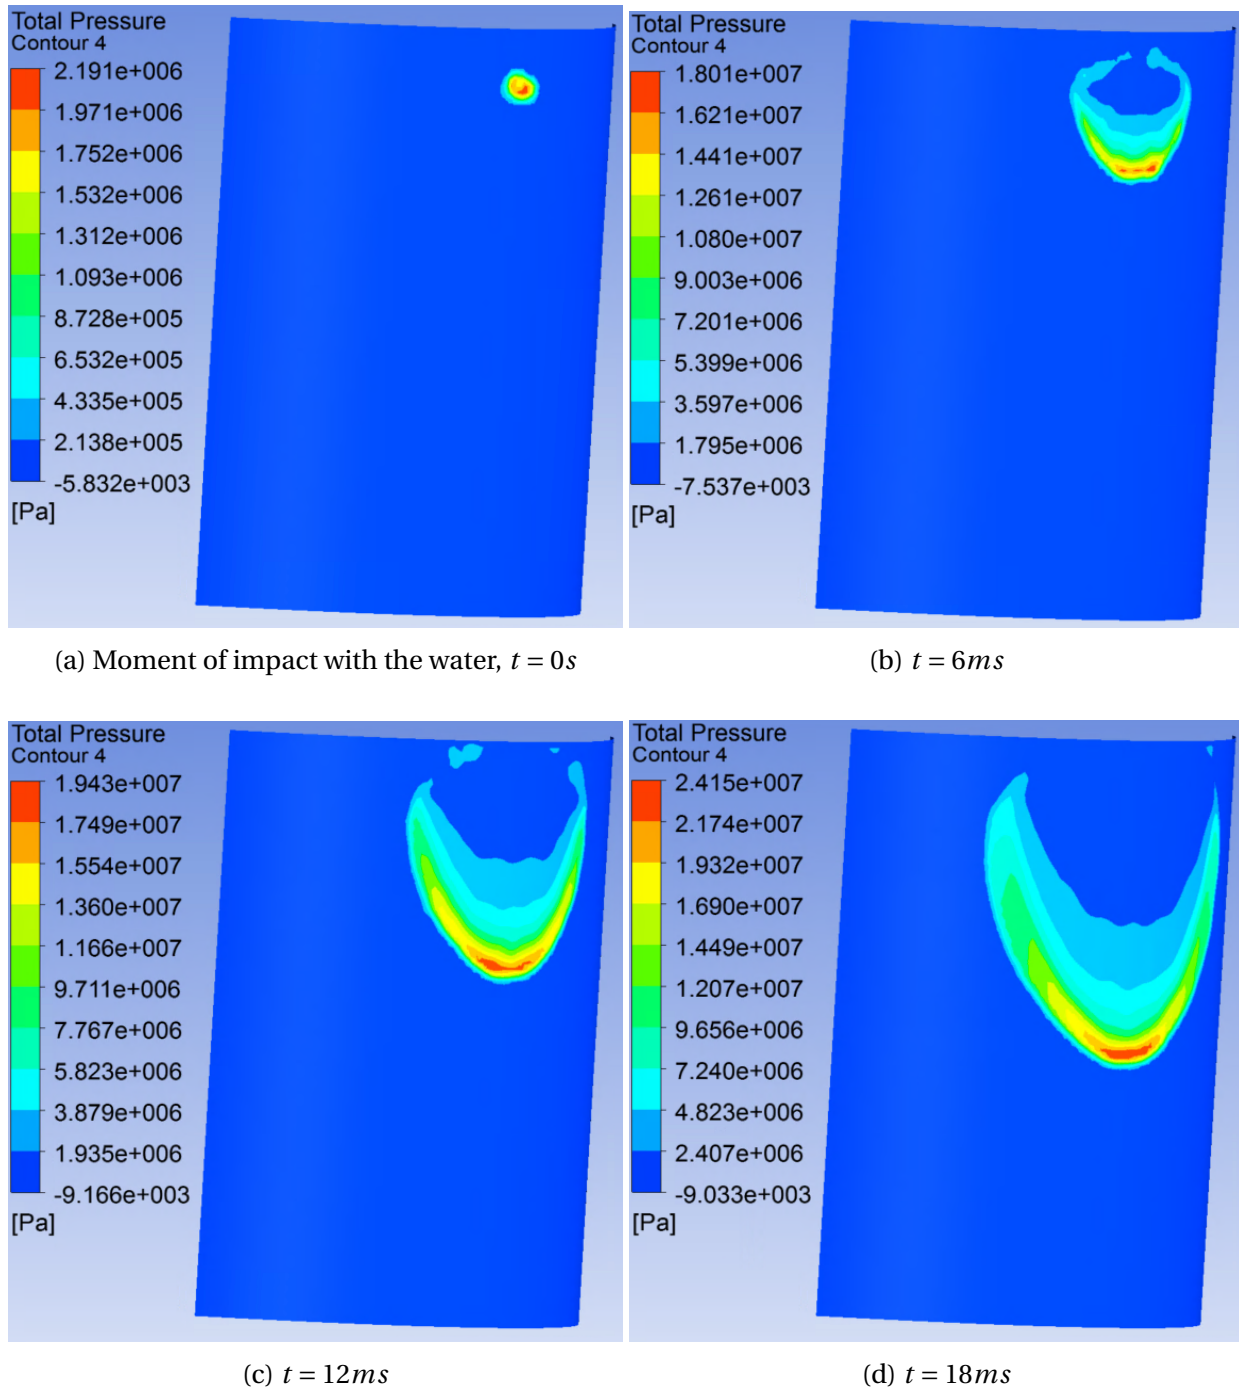 Total Pressure
Contour 4
2.191e+006
1.971e+006
1.752e+006
1.532e+006
1.312e+006
1.093e+006
8.728e+005
6.532e+005
4.335e+005
2.138e+005
-5.832e+003
[Pa]
(a) Moment of impact with the water, t = 0s
Total Pressure
Contour 4
1.801e+007
1.621e+007
1.441e+007
1.261e+007
1.080e+007
9.003e+006
7.201e+006
5.399e+006
3.597e+006
1.795e+006
-7.537e+003
[Pa]
(b) t = 6ms
Total Pressure
Contour 4
1.943e+007
1.749e+007
1.554e+007
1.360e+007
1.166e+007
9.711e+006
7.767e+006
5.823e+006
3.879e+006
1.935e+006
-9.166e+003
[Pa]
(c) t = 12ms
Total Pressure
Contour 4
2.415e+007
2.174e+007
1.932e+007
1.690e+007
1.449e+007
1.207e+007
9.656e+006
7.240e+006
4.823e+006
2.407e+006
-9.033e+003
[Pa]
(d) t = 18ms